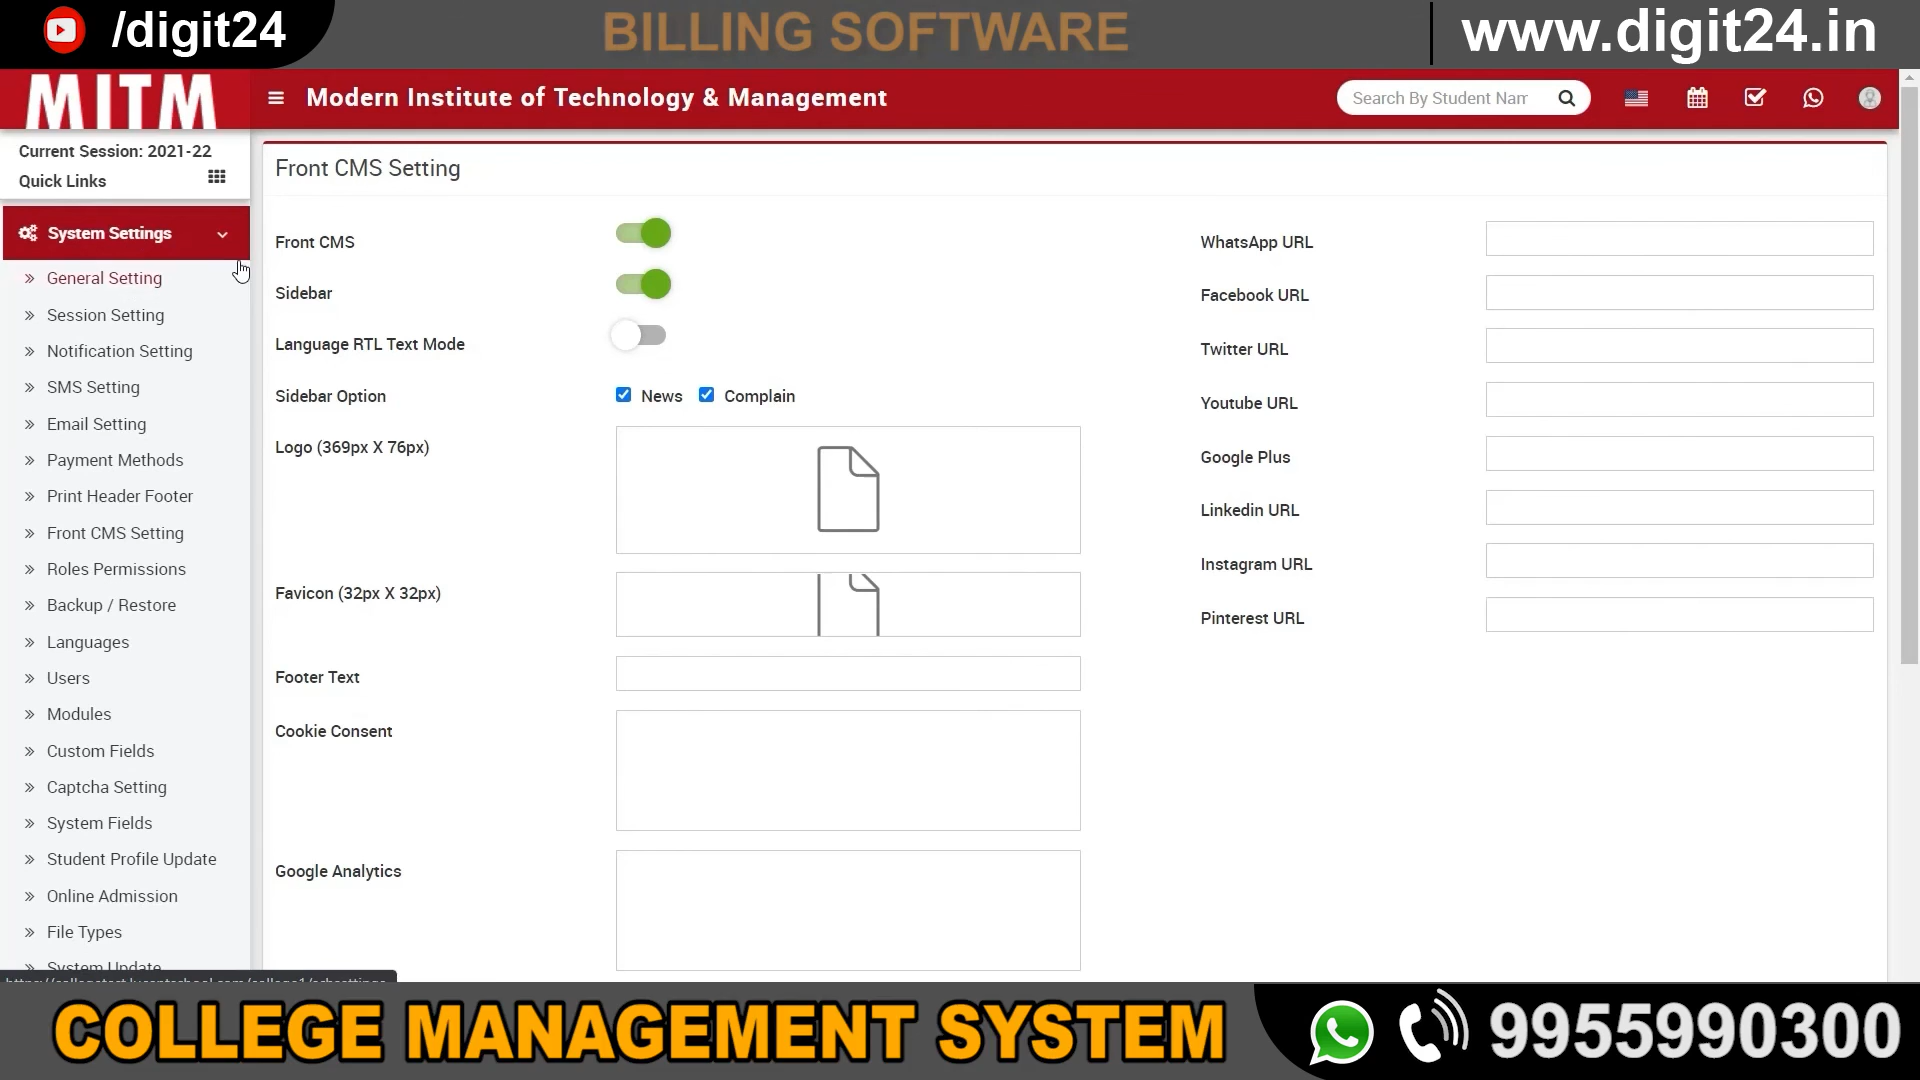 /digit24
BILLING SOFTWARE
www.digit24.in
MITM
Modern Institute of Technology & Management
Search By Student Nam
Current Session: 2021-22
Quick Links
System Settings
General Setting
Session Setting
Notification Setting
SMS Setting
Email Setting
Payment Methods
Print Header Footer
Front CMS Setting
Roles Permissions
Backup / Restore
Languages
Users
Modules
Custom Fields
Captcha Setting
System Fields
Student Profile Update
Online Admission
File Types
System Update
Front CMS Setting
Front CMS
Sidebar
Language RTL Text Mode
Sidebar Option
News
Complain
Logo (369px X 76px)
Favicon (32px X 32px)
Footer Text
Cookie Consent
Google Analytics
WhatsApp URL
Facebook URL
Twitter URL
Youtube URL
Google Plus
Linkedin URL
Instagram URL
Pinterest URL
COLLEGE MANAGEMENT SYSTEM
9955990300